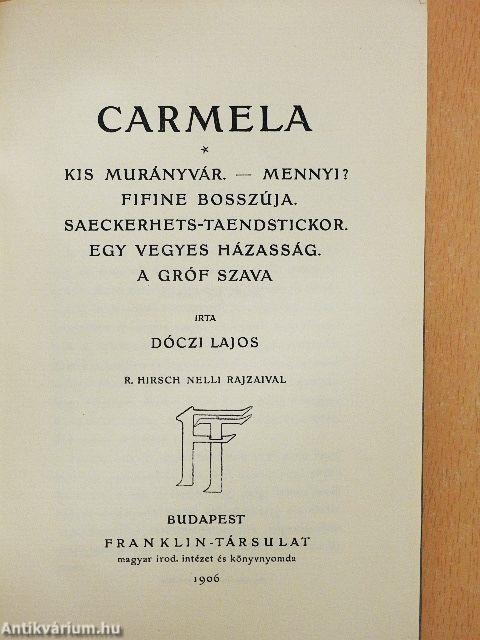 CARMELA
*
KIS MURÁNYVÁR. — MENNYI?
FIFINE BOSSZÚJA.
SAECKERHETS-TAENDSTICKOR.
EGY VEGYES HÁZASSÁG.
A GRÓF SZAVA
IRTA
DÓCZI LAJOS
R. HIRSCH NELLI RAJZAIVAL
FT
BUDAPEST
FRANKLIN-TÁRSULAT
magyar irod. intézet és könyvnyomda
1906
Antikvárium.hu